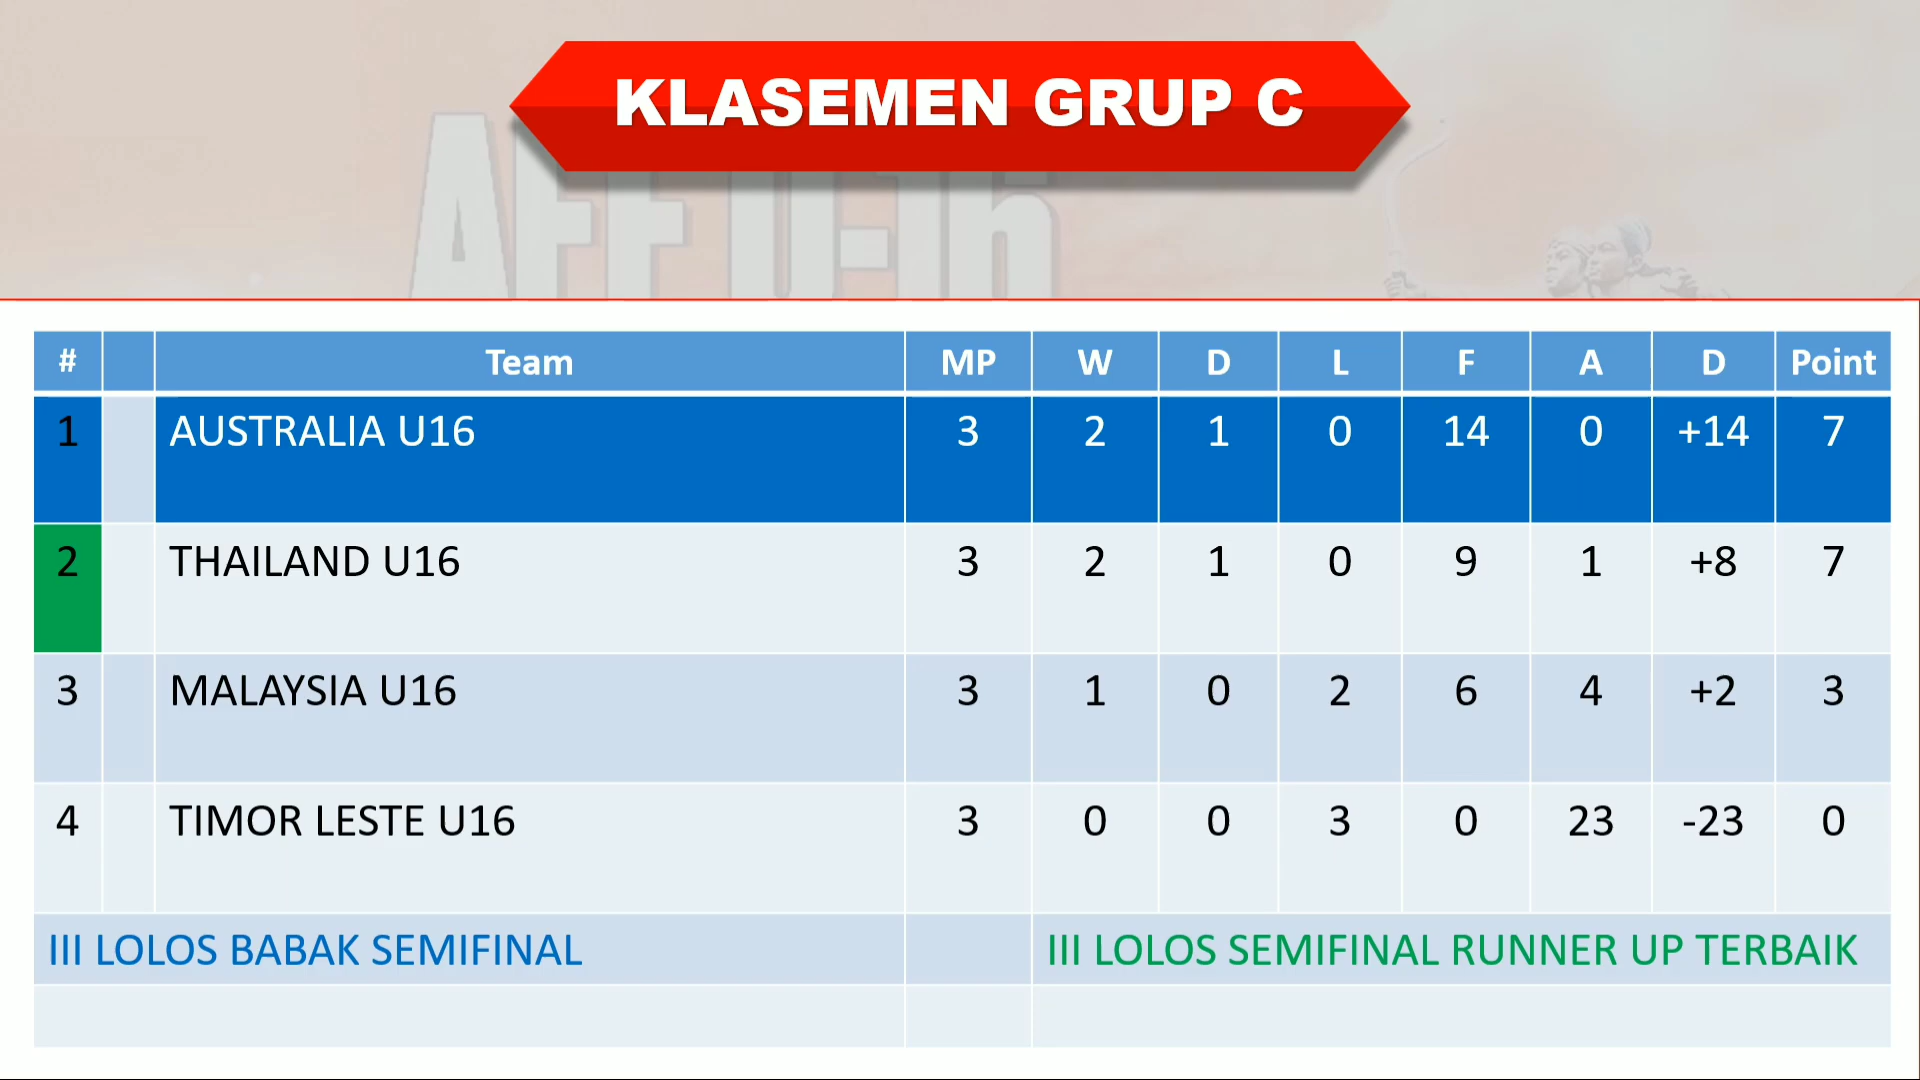 KLASEMEN GRUP C
AFF U-16
# Team MP W D L F A D Point
1 AUSTRALIA U16 3 2 1 0 14 0 +14 7
2 THAILAND U16 3 2 1 0 9 1 +8 7
3 MALAYSIA U16 3 1 0 2 6 4 +2 3
4 TIMOR LESTE U16 3 0 0 3 0 23 -23 0
III LOLOS BABAK SEMIFINAL III LOLOS SEMIFINAL RUNNER UP TERBAIK